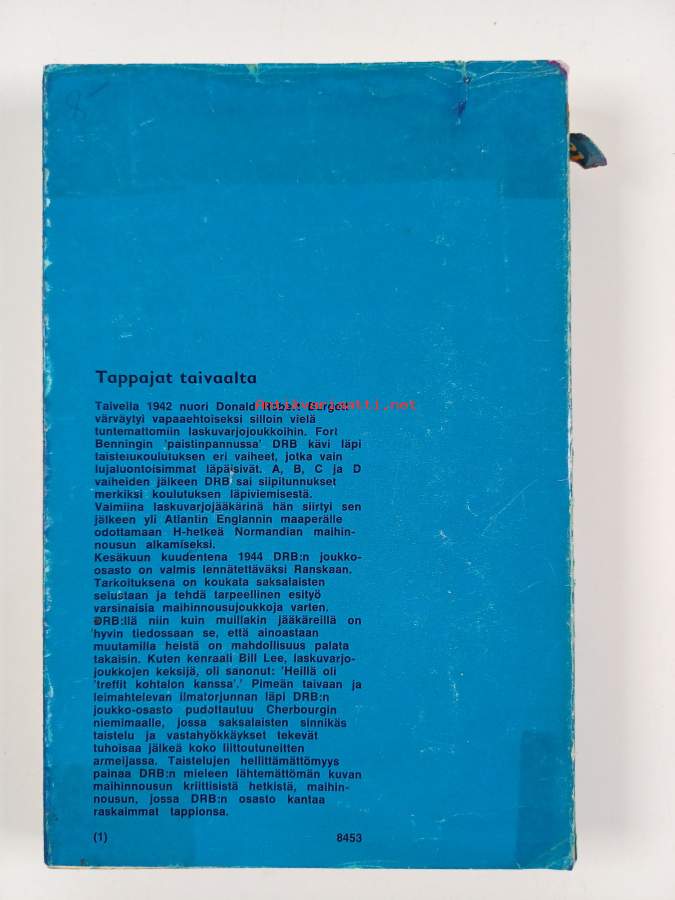 8-
Tappajat taivaalta
Talvella 1942 nuori Donald Robert Burgett
antikvariaatti.net
värväytyi vapaaehtoiseksi silloin vielä
tuntemattomiin laskuvarjojoukkoihin. Fort
Benningin 'paistinpannussa' DRB kävi läpi
taistelukoulutuksen eri vaiheet, jotka vain
lujaluontoisimmat läpäisivät. A, B, C ja D
vaiheiden jälkeen DRB sai siipitunnukset
merkiksi koulutuksen läpiviemisestä.
Valmiina laskuvarjojääkärinä hän siirtyi sen
jälkeen yli Atlantin Englannin maaperälle
odottamaan H-hetkeä Normandian maihin-
nousun alkamiseksi.
Kesäkuun kuudentena 1944 DRB:n joukko-
osasto on valmis lennätettäväksi Ranskaan.
Tarkoituksena on koukata saksalaisten
selustaan ja tehdä tarpeellinen esityö
varsinaisia maihinnousujoukkoja varten.
DRB:llä niin kuin muillakin jääkäreillä on
hyvin tiedossaan se, että ainoastaan
muutamilla heistä on mahdollisuus palata
takaisin. Kuten kenraali Bill Lee, laskuvarjo-
joukkojen keksijä, oli sanonut: 'Heillä oli
'treffit kohtalon kanssa'.' Pimeän taivaan ja
leimahtelevan ilmatorjunnan läpi DRB:n
joukko-osasto pudottautuu Cherbourgin
niemimaalle, jossa saksalaisten sinnikäs
taistelu ja vastahyökkäykset tekevät
tuhoisaa jälkeä koko liittoutuneitten
armeijassa. Taistelujen hellittämättömyys
painaa DRB:n mieleen lähtemättömän kuvan
maihinnousun kriittisistä hetkistä, maihin-
nousun, jossa DRB:n osasto kantaa
raskaimmat tappionsa.
(1) 8453